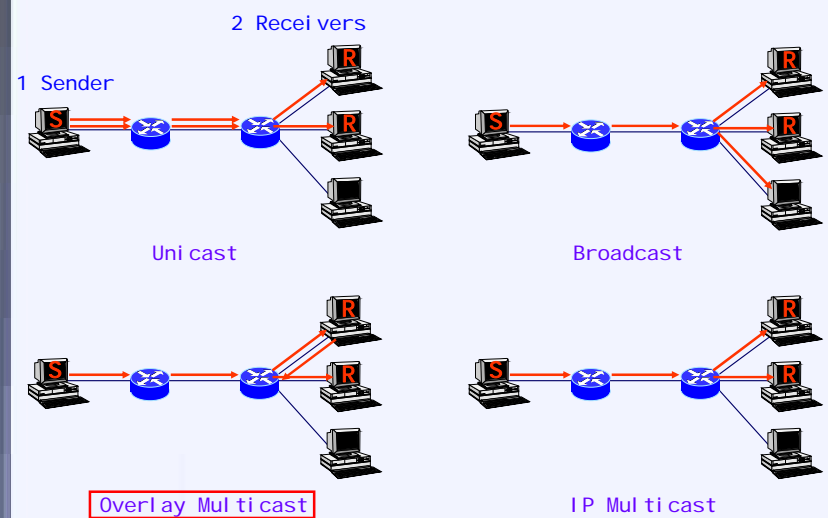 2 Receivers
1 Sender
R
S
R
Unicast
R
S
R
Broadcast
R
S
R
Overlay Multicast
R
S
R
IP Multicast